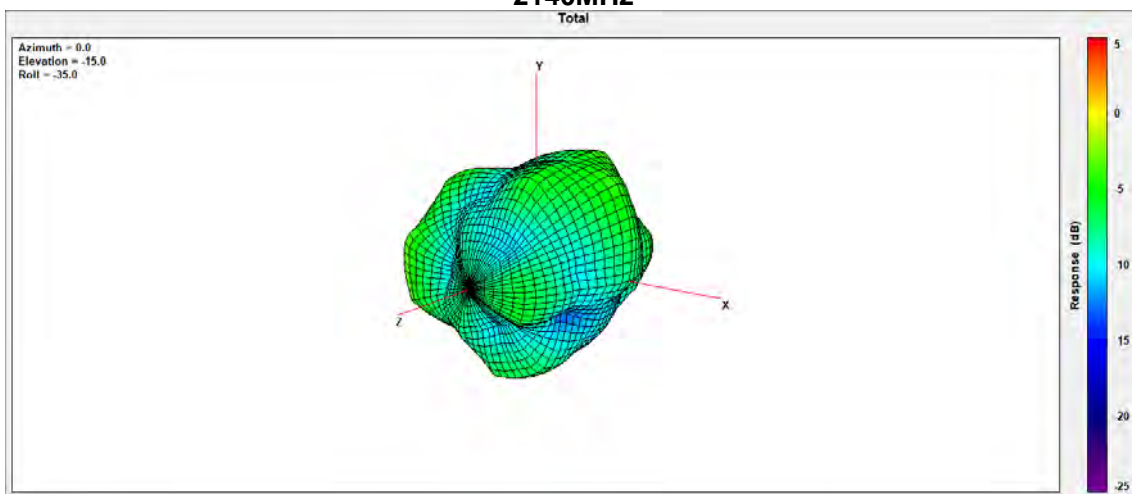 Total
Azimuth = 0.0
Elevation = -15.0
Roll = -35.0
Y
X
Z
5
0
-5
-10
-15
-20
-25
Response (dB)